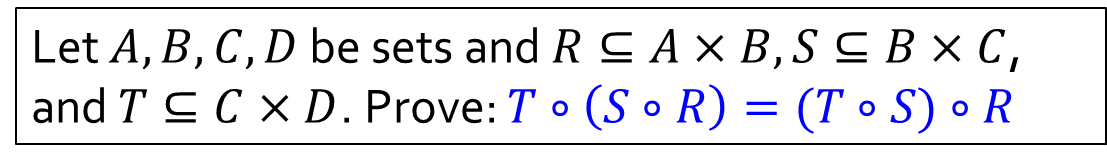 Let A, B, C, D be sets and R ⊆ A × B, S ⊆ B × C,
and T ⊆ C × D. Prove: T ∘ (S ∘ R) = (T ∘ S) ∘ R